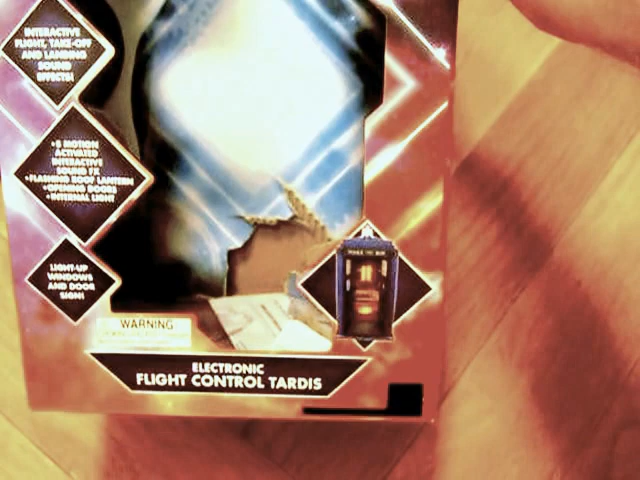 INTERACTIVE
FLIGHT, TAKE-OFF
AND LANDING
SOUND
EFFECTS!
•8 MOTION
ACTIVATED
INTERACTIVE
SOUND FX
•FLASHING ROOF LANTERN
•OPENING DOORS
•INTERNAL LIGHT
LIGHT-UP
WINDOWS
AND DOOR
SIGN!
WARNING
ELECTRONIC
FLIGHT CONTROL TARDIS